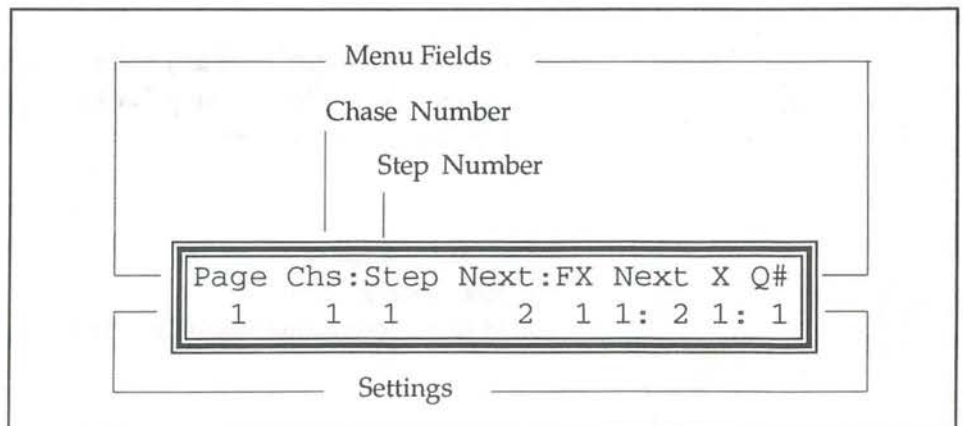 Menu Fields
Chase Number
Step Number
Page Chs:Step Next:FX Next X Q#
1 1 1 2 1 1: 2 1: 1
Settings